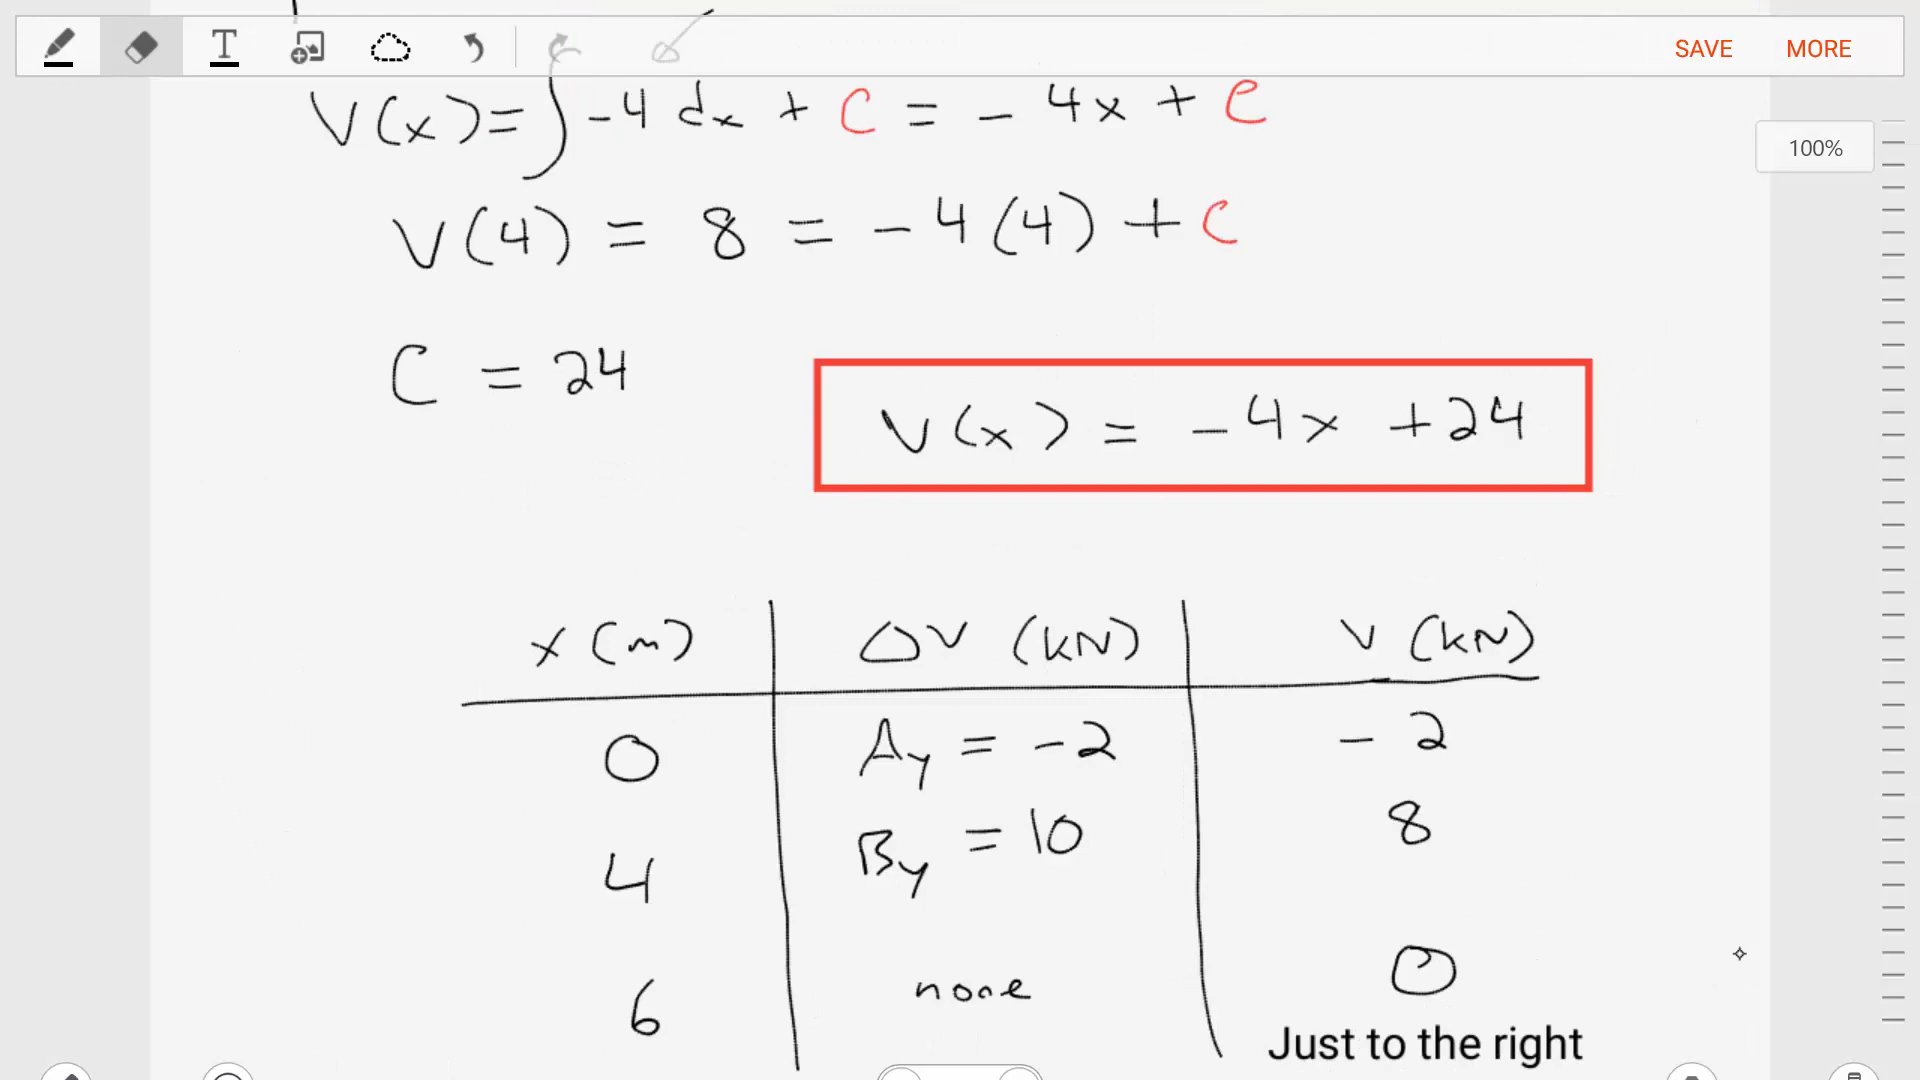 T SAVE MORE
V(x)=∫-4 dx + C = - 4x + C
100%
V(4) = 8 = -4(4) + C
C = 24
V(x) = -4x +24
x (m) ΔV (kN) V (kN)
0 Ay = -2 - 2
4 By = 10 8
6 none 0
Just to the right